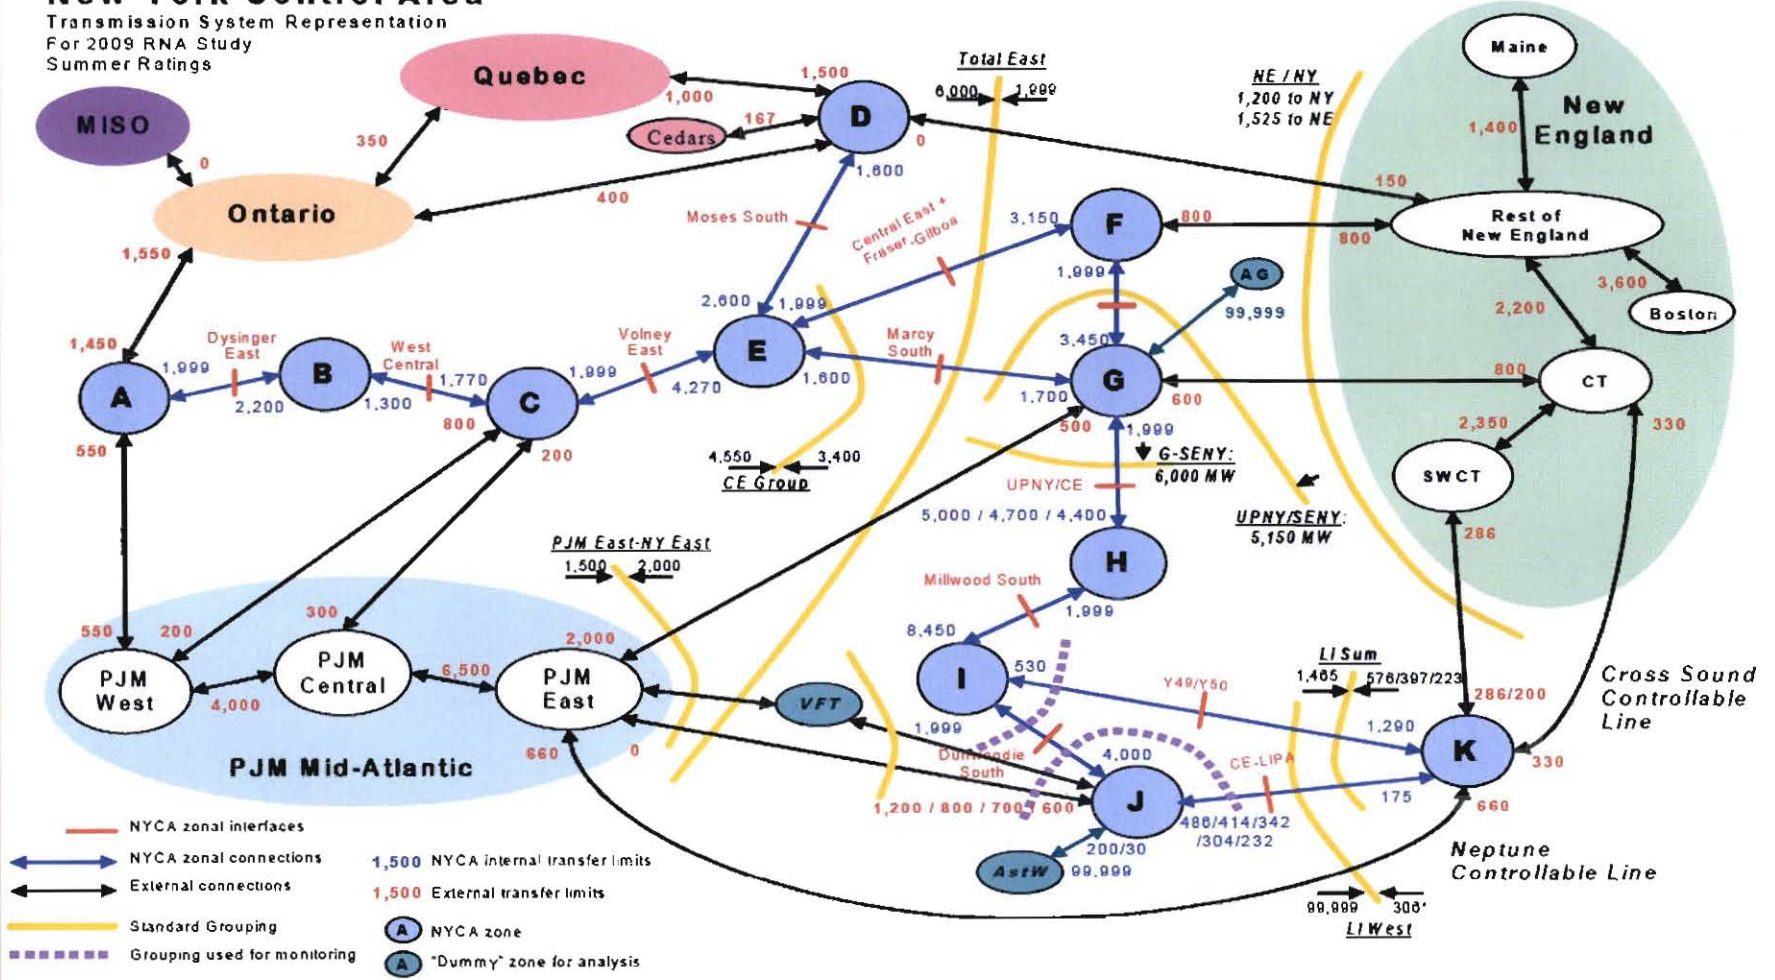 New York Control Area
Transmission System Representation
For 2009 RNA Study
Summer Ratings
MISO
0
Quebec
350
1,000
1,500
Cedars
167
D
0
1,600
Ontario
400
1,550
1,450
Moses South
Total East
6,000
1,999
NE / NY
1,200 to NY
1,525 to NE
Maine
New
England
1,400
150
Rest of
New England
3,600
Boston
2,200
Central East +
Fraser-Gilboa
3,150
F
800
800
1,999
AG
99,999
A
1,999
Dysinger
East
2,200
B
West
Central
1,770
1,300
C
1,999
Volney
East
4,270
2,600
1,999
E
1,600
Marcy
South
3,450
G
1,700
600
800
CT
550
800
200
500
1,999
2,350
330
SWCT
286
4,550
3,400
CE Group
G-SENY:
6,000 MW
UPNY/CE
5,000 / 4,700 / 4,400
UPNY/SENY:
5,150 MW
H
PJM East-NY East
1,500
2,000
Millwood South
1,999
550
200
300
2,000
8,450
PJM
West
4,000
PJM
Central
6,500
PJM
East
660
0
PJM Mid-Atlantic
VFT
I
530
1,999
Dunwoodie
South
4,000
Y49/Y50
LI Sum
1,465
576/397/223
286/200
1,290
K
330
Cross Sound
Controllable
Line
CE-LIPA
175
660
1,200 / 800 / 700 / 600
J
486/414/342
/304/232
200/30
AstW
99,999
Neptune
Controllable Line
99,999
LI West
NYCA zonal interfaces
NYCA zonal connections
External connections
Standard Grouping
Grouping used for monitoring
1,500 NYCA internal transfer limits
1,500 External transfer limits
A NYCA zone
A "Dummy" zone for analysis